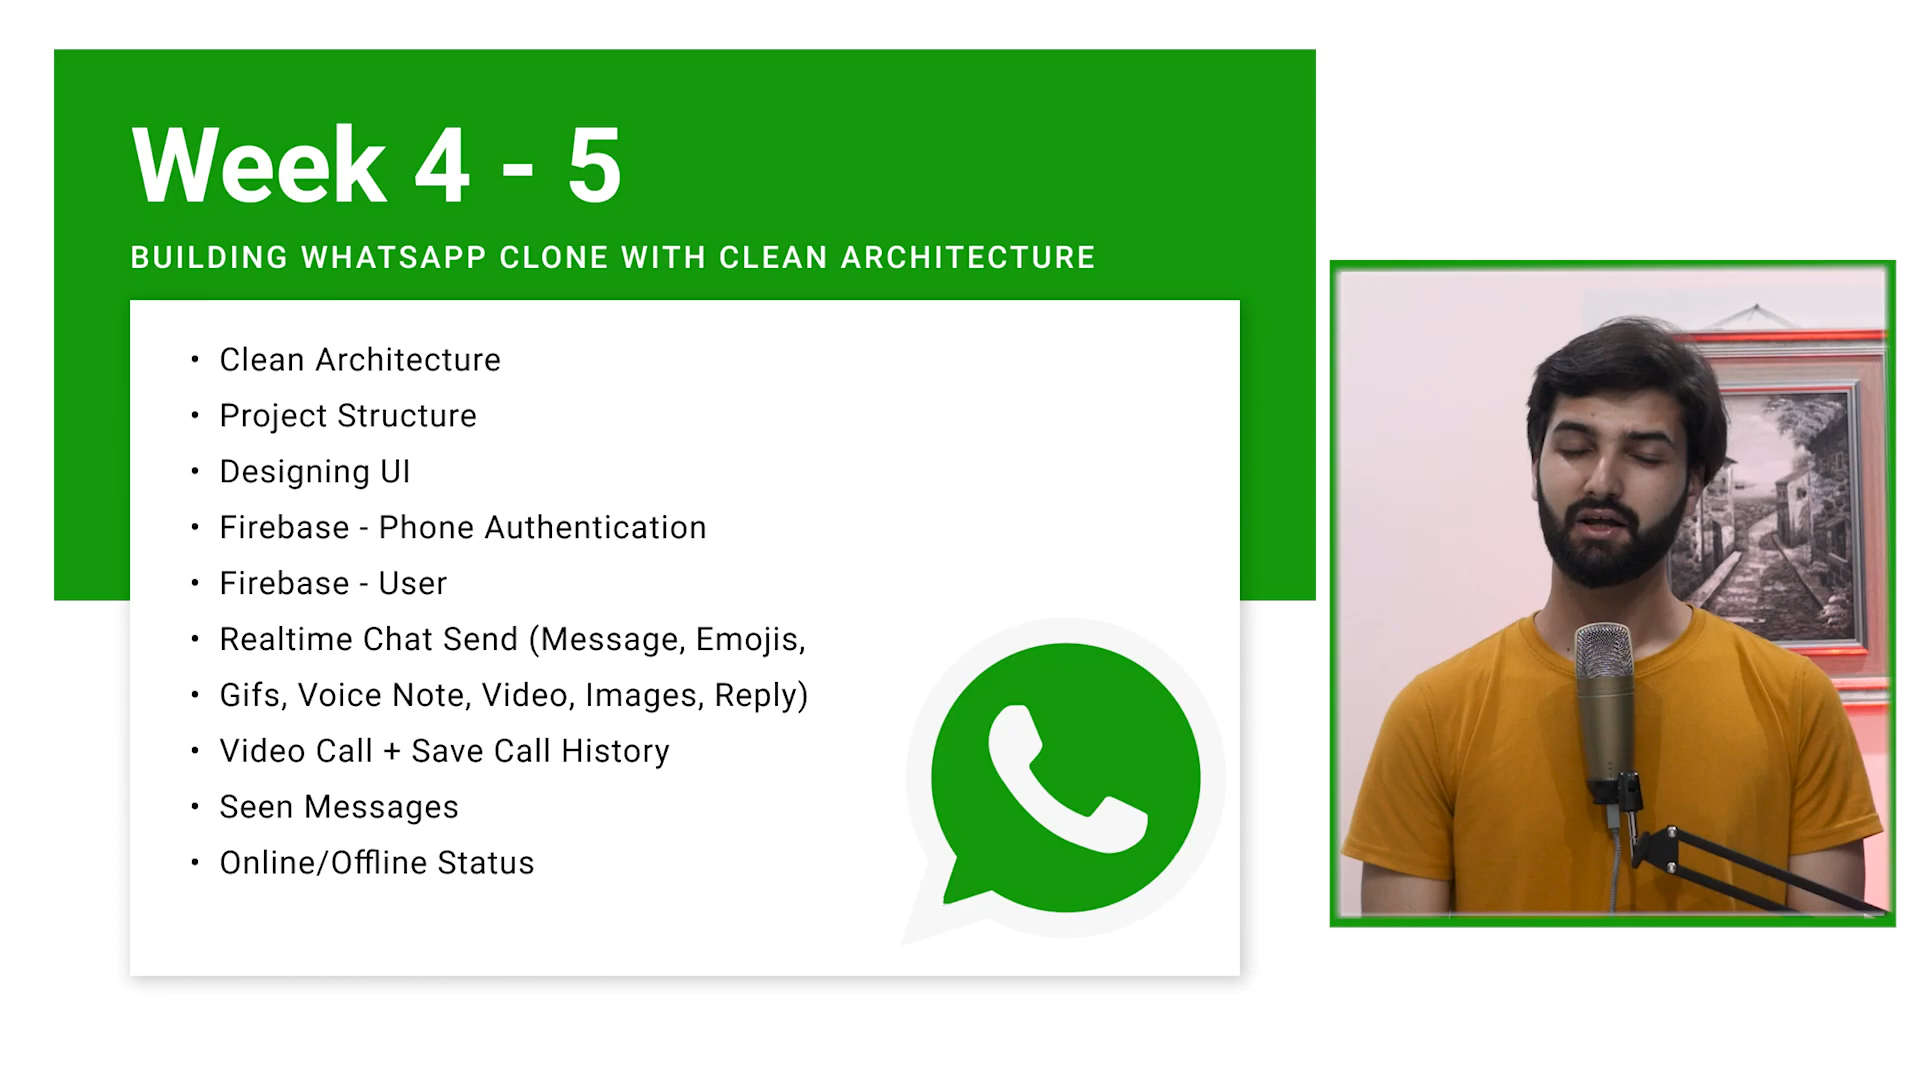 Week 4 - 5
BUILDING WHATSAPP CLONE WITH CLEAN ARCHITECTURE
• Clean Architecture
• Project Structure
• Designing UI
• Firebase - Phone Authentication
• Firebase - User
• Realtime Chat Send (Message, Emojis,
• Gifs, Voice Note, Video, Images, Reply)
• Video Call + Save Call History
• Seen Messages
• Online/Offline Status